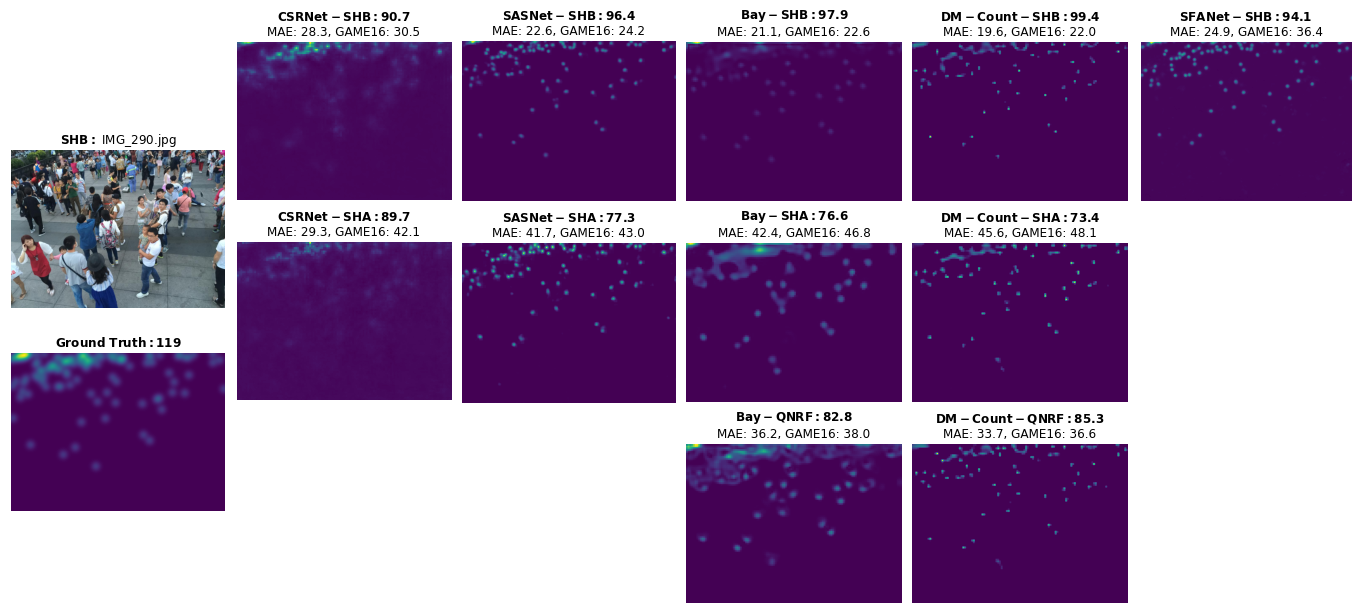 CSRNet – SHB : 90.7
MAE: 28.3, GAME16: 30.5
SASNet – SHB : 96.4
MAE: 22.6, GAME16: 24.2
Bay – SHB : 97.9
MAE: 21.1, GAME16: 22.6
DM – Count – SHB : 99.4
MAE: 19.6, GAME16: 22.0
SFANet – SHB : 94.1
MAE: 24.9, GAME16: 36.4
SHB : IMG_290.jpg
CSRNet – SHA : 89.7
MAE: 29.3, GAME16: 42.1
SASNet – SHA : 77.3
MAE: 41.7, GAME16: 43.0
Bay – SHA : 76.6
MAE: 42.4, GAME16: 46.8
DM – Count – SHA : 73.4
MAE: 45.6, GAME16: 48.1
Ground Truth : 119
Bay – QNRF : 82.8
MAE: 36.2, GAME16: 38.0
DM – Count – QNRF : 85.3
MAE: 33.7, GAME16: 36.6